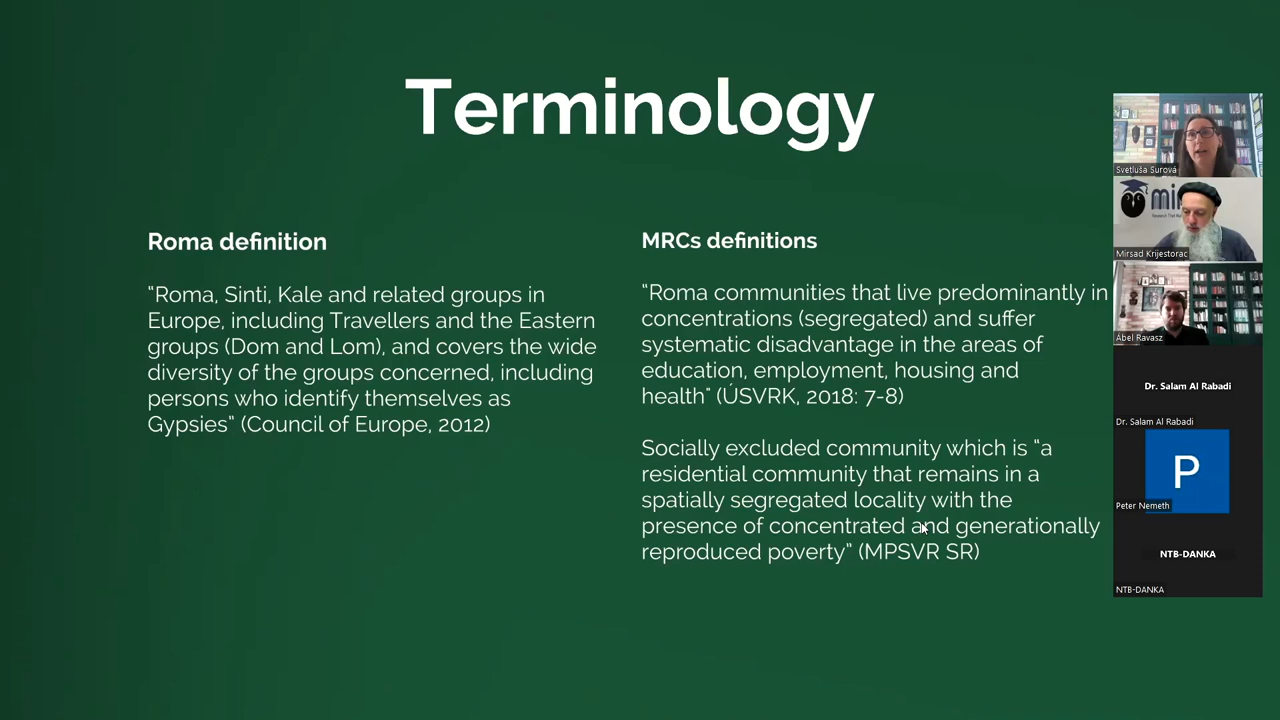 Terminology
Roma definition
“Roma, Sinti, Kale and related groups in
Europe, including Travellers and the Eastern
groups (Dom and Lom), and covers the wide
diversity of the groups concerned, including
persons who identify themselves as
Gypsies” (Council of Europe, 2012)
MRCs definitions
“Roma communities that live predominantly in
concentrations (segregated) and suffer
systematic disadvantage in the areas of
education, employment, housing and
health" (ÚSVRK, 2018: 7-8)
Socially excluded community which is “a
residential community that remains in a
spatially segregated locality with the
presence of concentrated and generationally
reproduced poverty” (MPSVR SR)
Svetluša Surová
Mirsad Krijestorac
Ábel Ravasz
Dr. Salam Al Rabadi
Dr. Salam Al Rabadi
P
Peter Nemeth
NTB-DANKA
NTB-DANKA